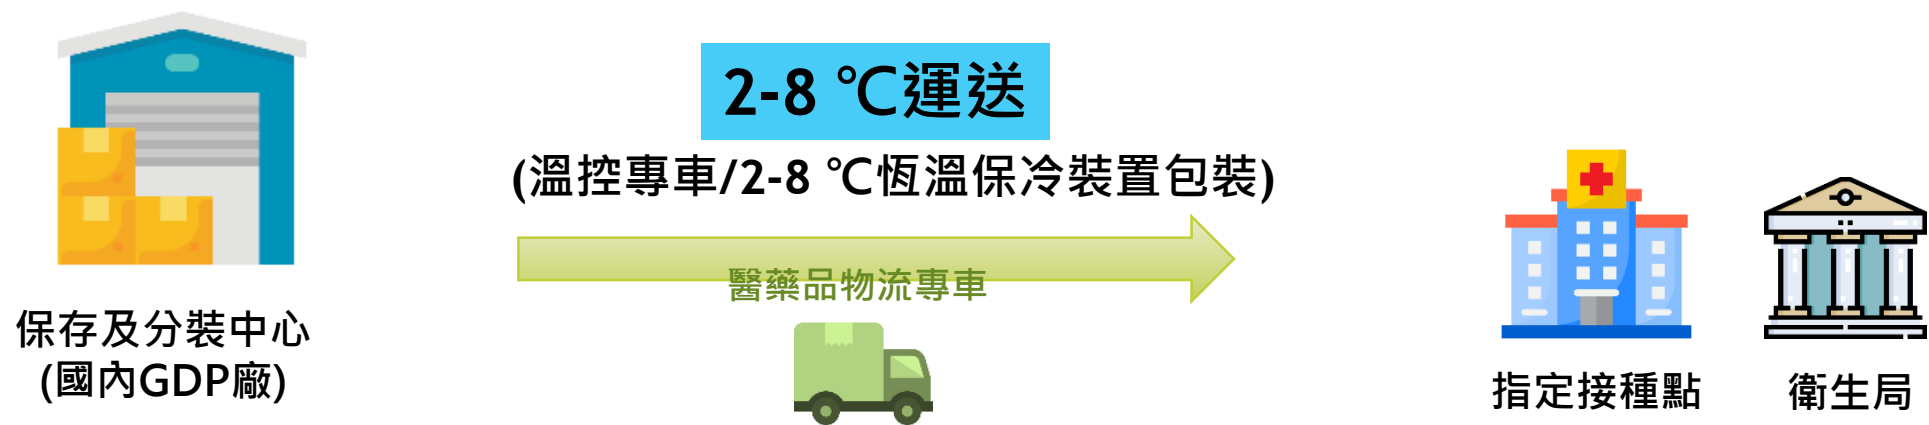 2-8 ℃運送
(溫控專車/2-8 ℃恆溫保冷裝置包裝)
醫藥品物流專車
保存及分裝中心
(國內GDP廠)
指定接種點
衛生局